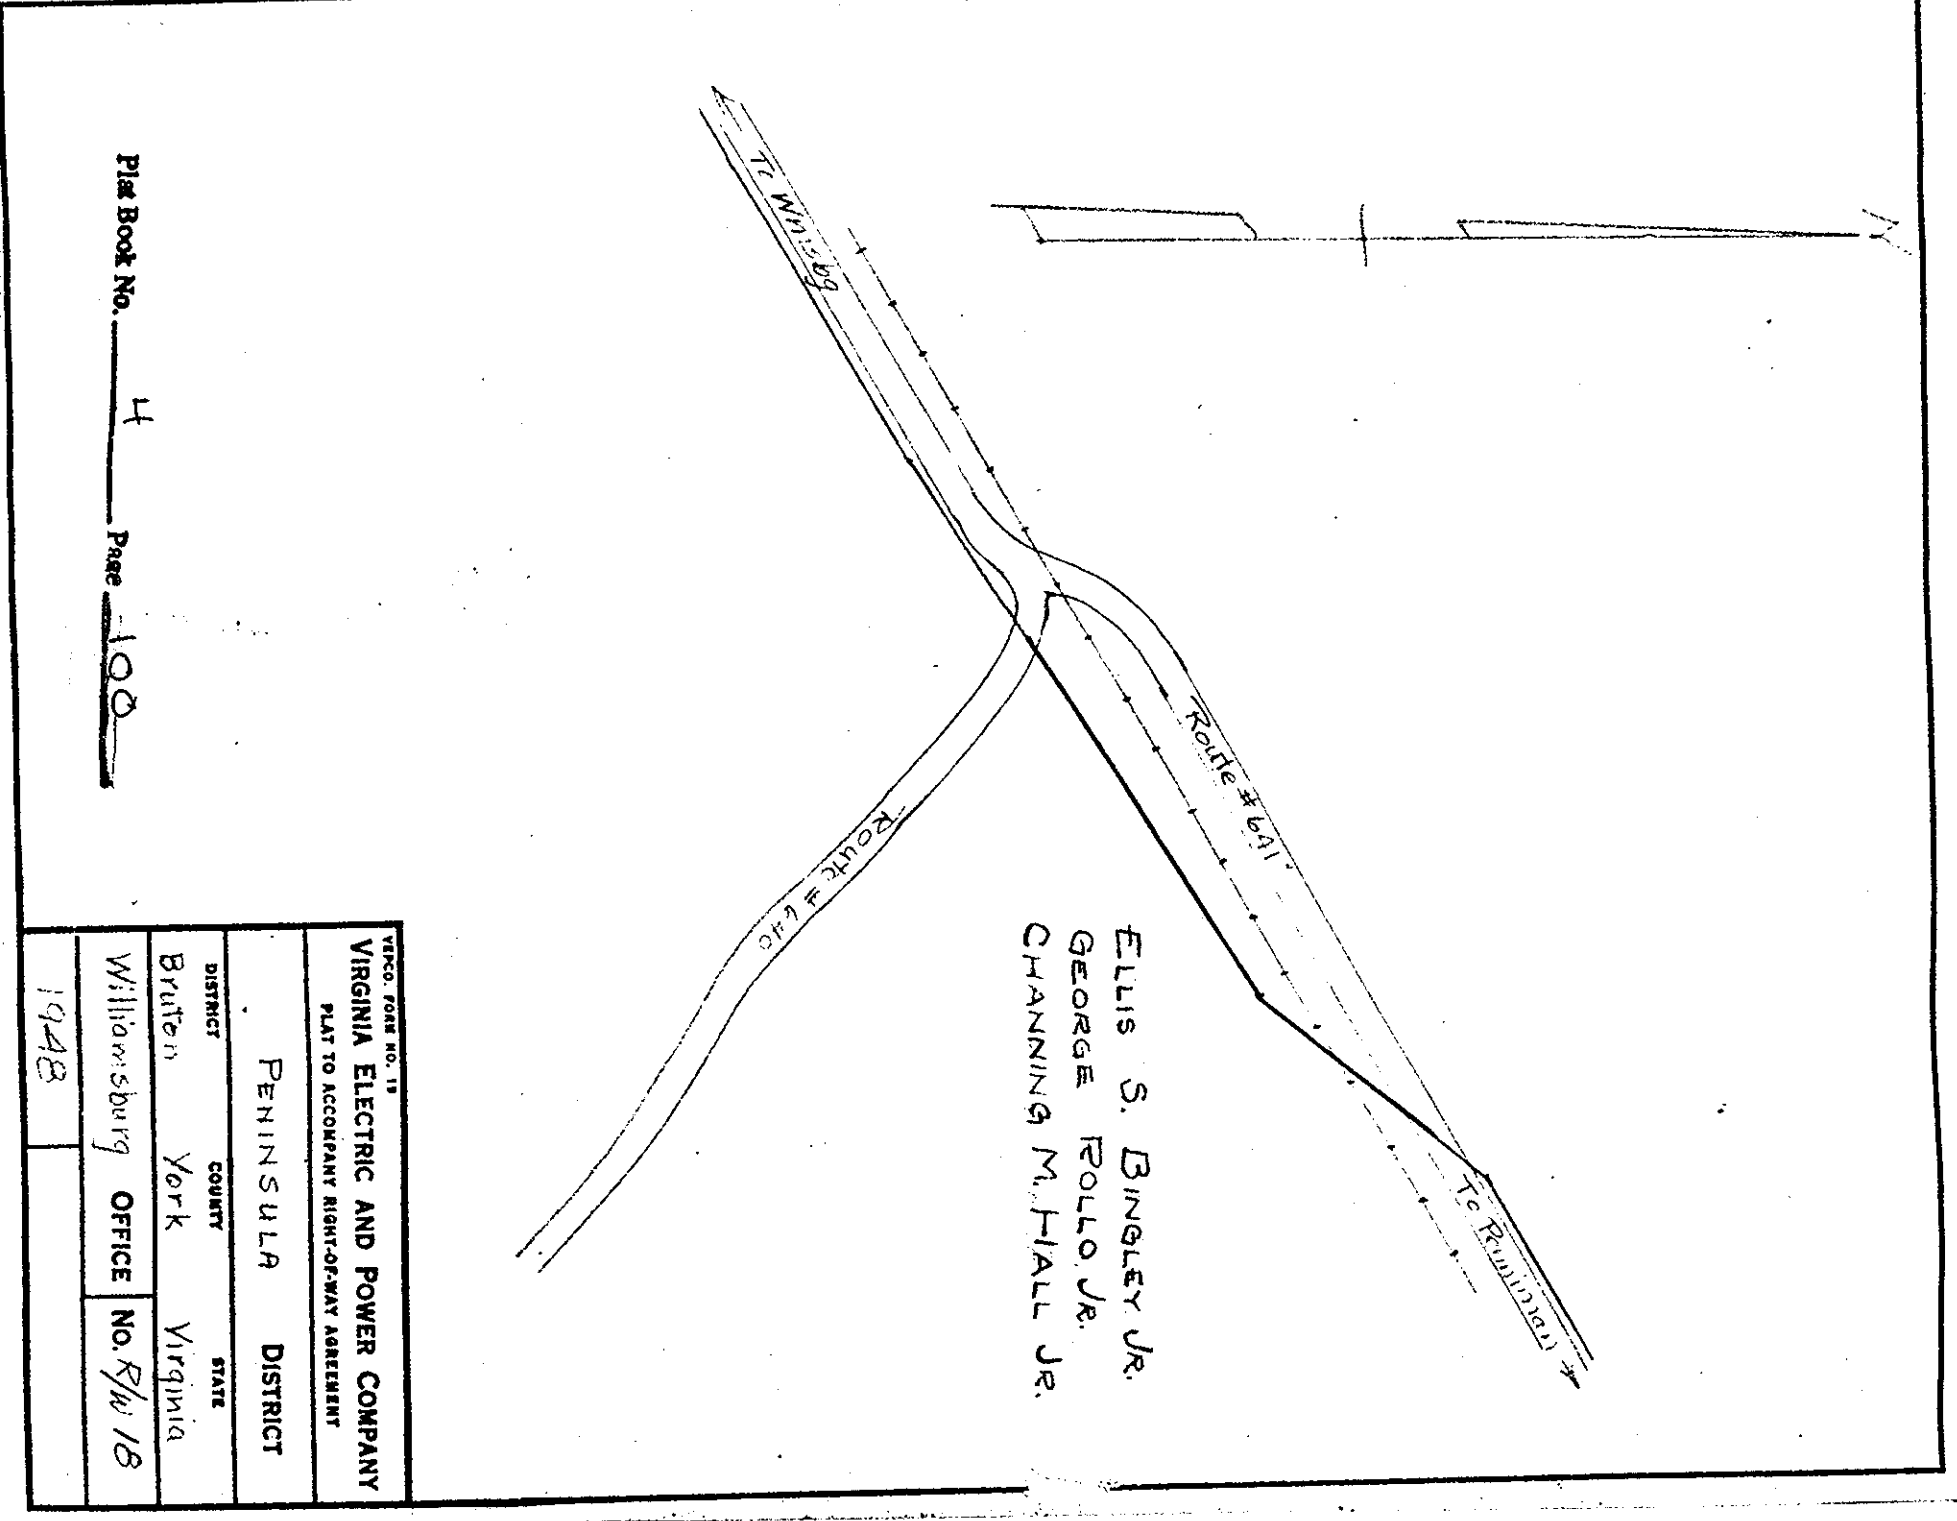 To Wmsbg
Route # 641
Route # 640
To Penniman
ELLIS S. BINGLEY JR.
GEORGE ROLLO, JR.
CHANNING M. HALL JR.
Plat Book No. 4 Page 100
VEPCO. FORM NO. 19
VIRGINIA ELECTRIC AND POWER COMPANY
PLAT TO ACCOMPANY RIGHT-OF-WAY AGREEMENT
PENINSULA DISTRICT
DISTRICT COUNTY STATE
Bruton York Virginia
Williamsburg OFFICE NO. R/W 18
1948